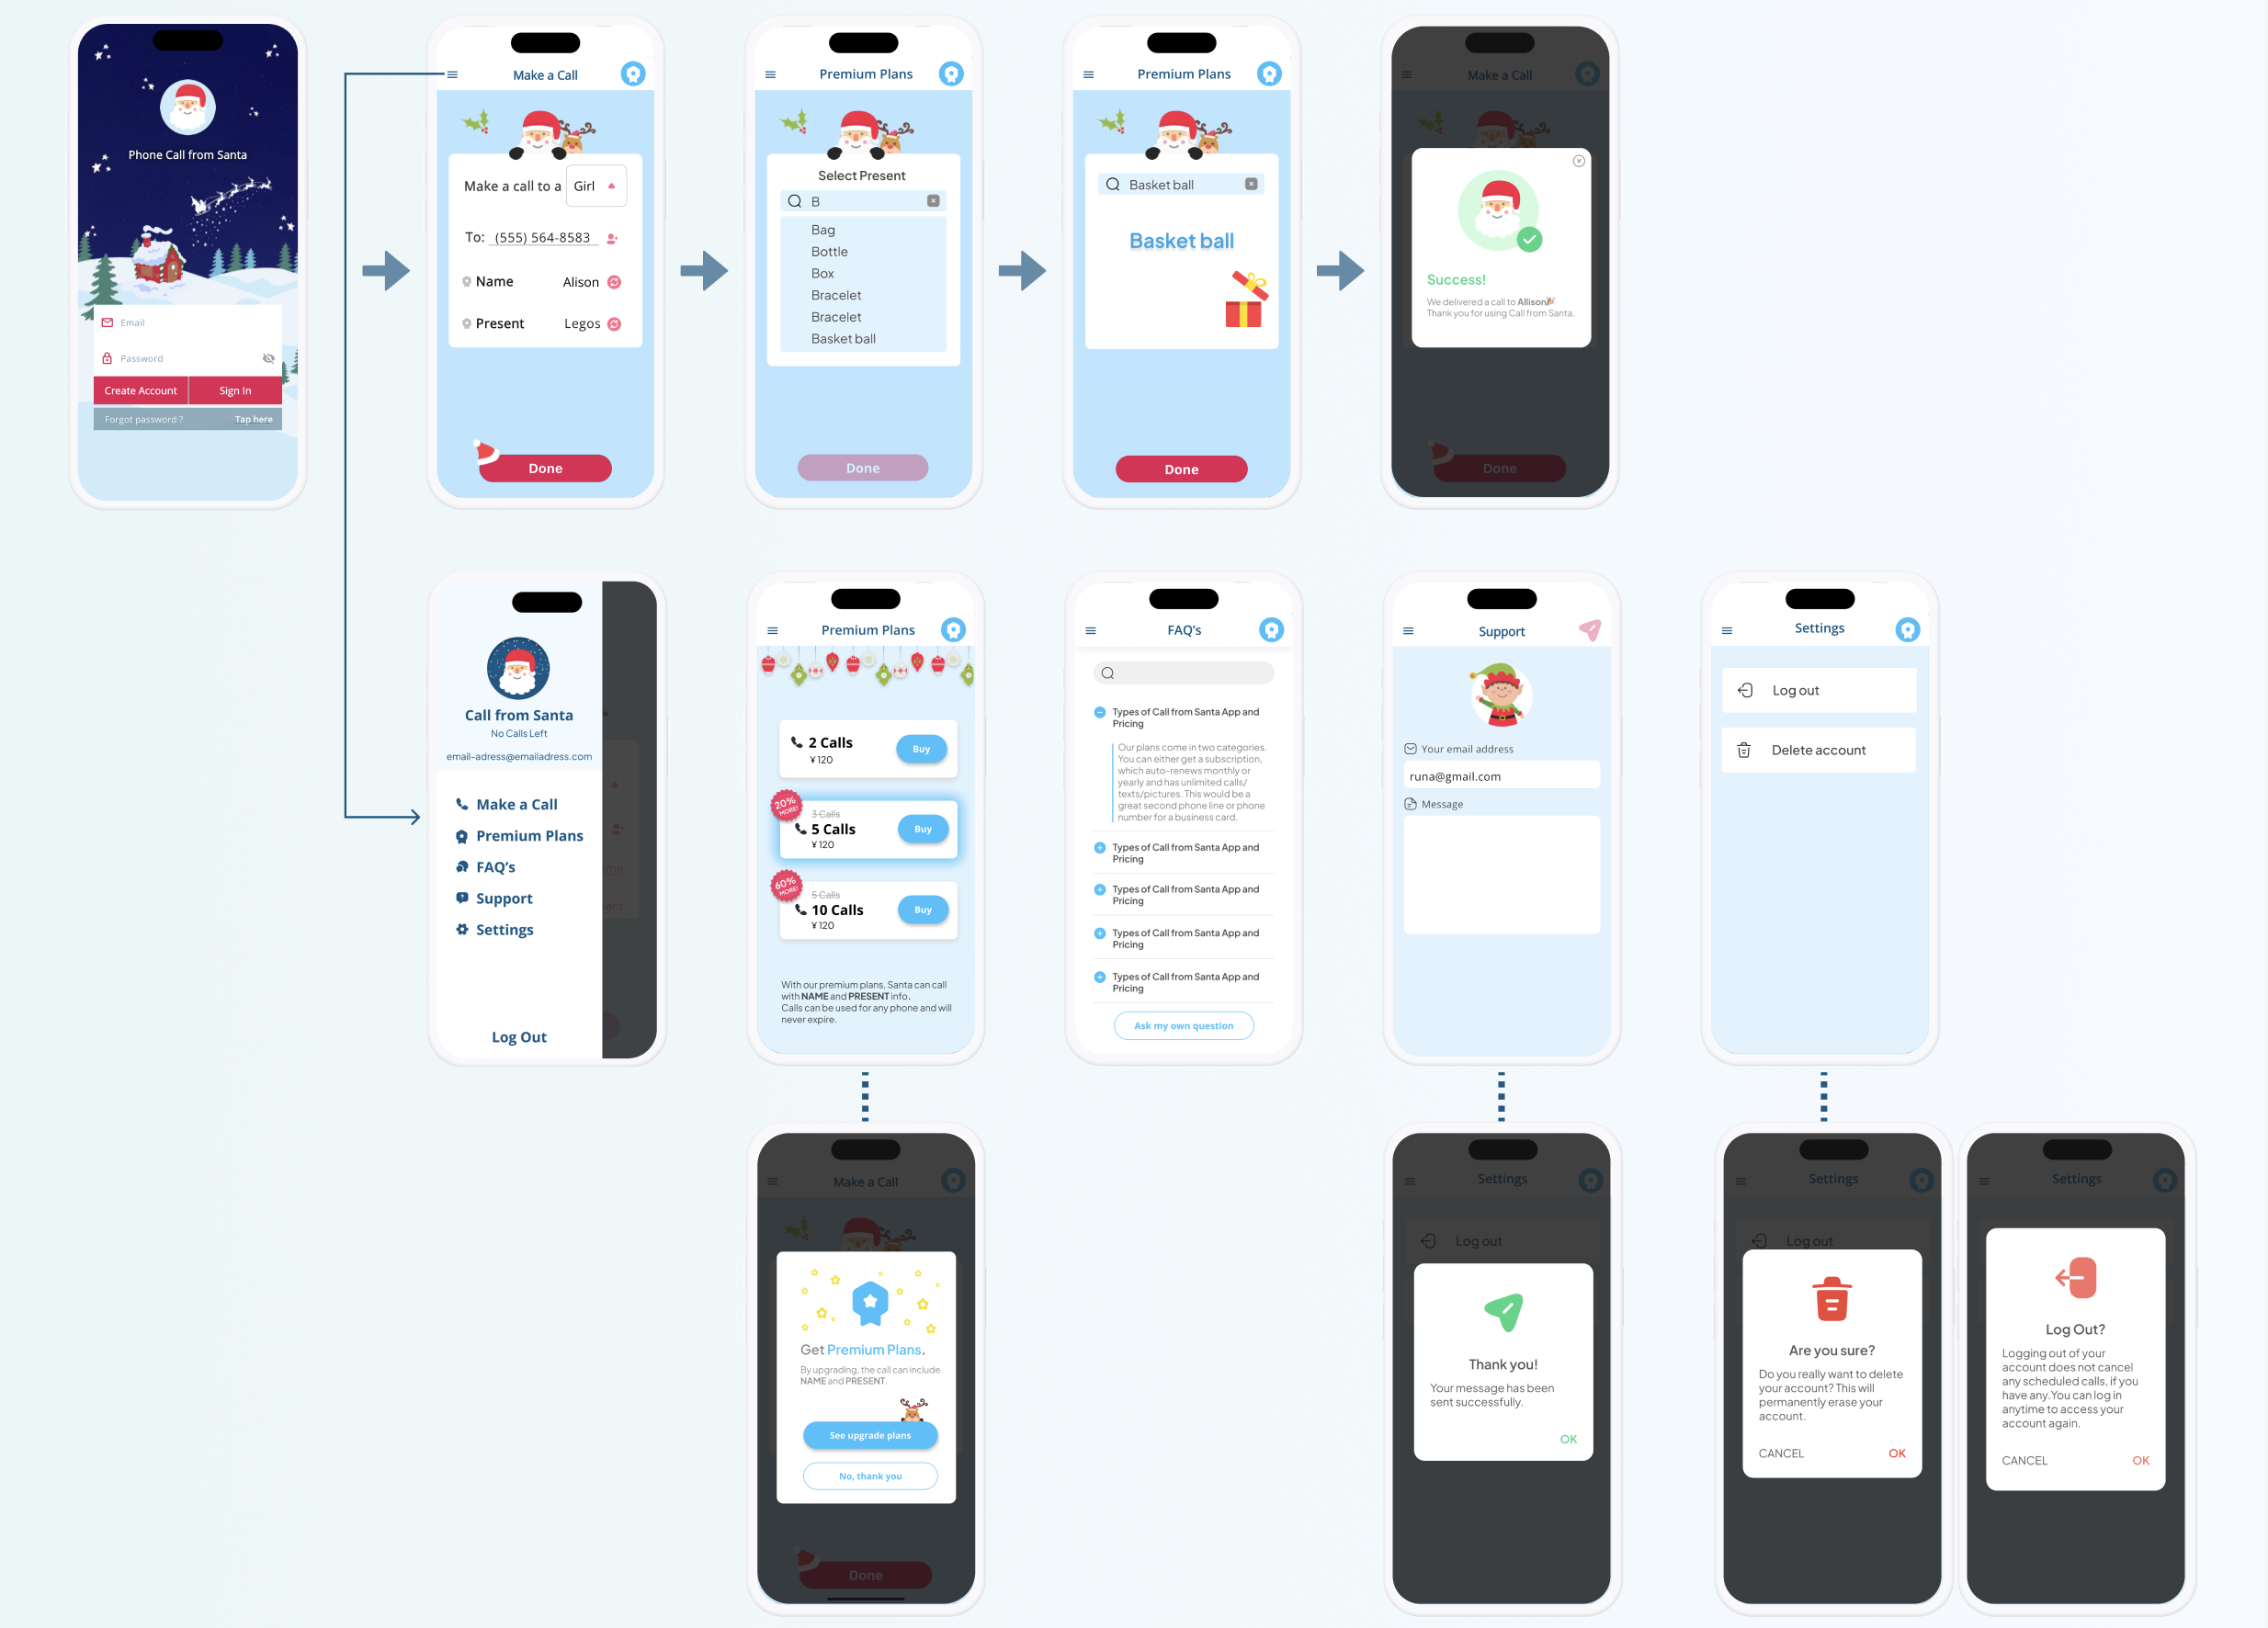 Phone Call from Santa
Email
Password
Create Account
Sign In
Forgot password ?
Tap here
Make a Call
Make a call to a
Girl
To: (555) 564-8583
Name
Alison
Present
Legos
Done
Premium Plans
Select Present
B
Bag
Bottle
Box
Bracelet
Bracelet
Basket ball
Done
Premium Plans
Basket ball
Basket ball
Done
Make a Call
Success!
We delivered a call to Allison
Thank you for using Call from Santa.
Done
Call from Santa
No Calls Left
email-adress@emailadress.com
Make a Call
Premium Plans
FAQ's
Support
Settings
Log Out
Premium Plans
2 Calls
¥120
Buy
20%
MORE!
3 Calls
5 Calls
¥120
Buy
60%
MORE!
5 Calls
10 Calls
¥120
Buy
With our premium plans, Santa can call
with NAME and PRESENT info.
Calls can be used for any phone and will
never expire.
FAQ's
Types of Call from Santa App and
Pricing
Our plans come in two categories.
You can either get a subscription,
which auto-renews monthly or
yearly and has unlimited calls/
texts/pictures. This would be a
great second phone line or phone
number for a business card.
Types of Call from Santa App and
Pricing
Types of Call from Santa App and
Pricing
Types of Call from Santa App and
Pricing
Types of Call from Santa App and
Pricing
Ask my own question
Support
Your email address
runa@gmail.com
Message
Settings
Log out
Delete account
Make a Call
Get Premium Plans.
By upgrading, the call can include
NAME and PRESENT.
See upgrade plans
No, thank you
Done
Settings
Log out
Thank you!
Your message has been
sent successfully.
OK
Settings
Log out
Are you sure?
Do you really want to delete
your account? This will
permanently erase your
account.
CANCEL
OK
Settings
Log Out?
Logging out of your
account does not cancel
any scheduled calls, if you
have any.You can log in
anytime to access your
account again.
CANCEL
OK